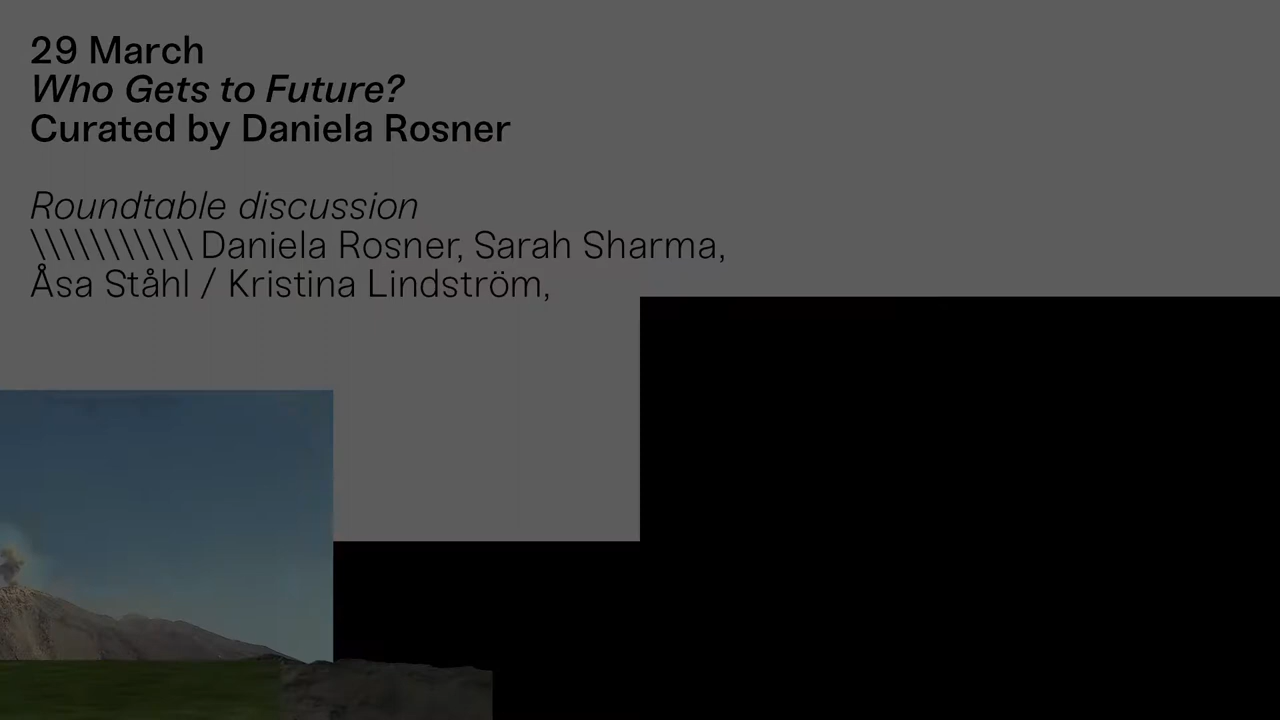 29 March
Who Gets to Future?
Curated by Daniela Rosner
Roundtable discussion
\\\\\\\\\\\ Daniela Rosner, Sarah Sharma,
Åsa Ståhl / Kristina Lindström,